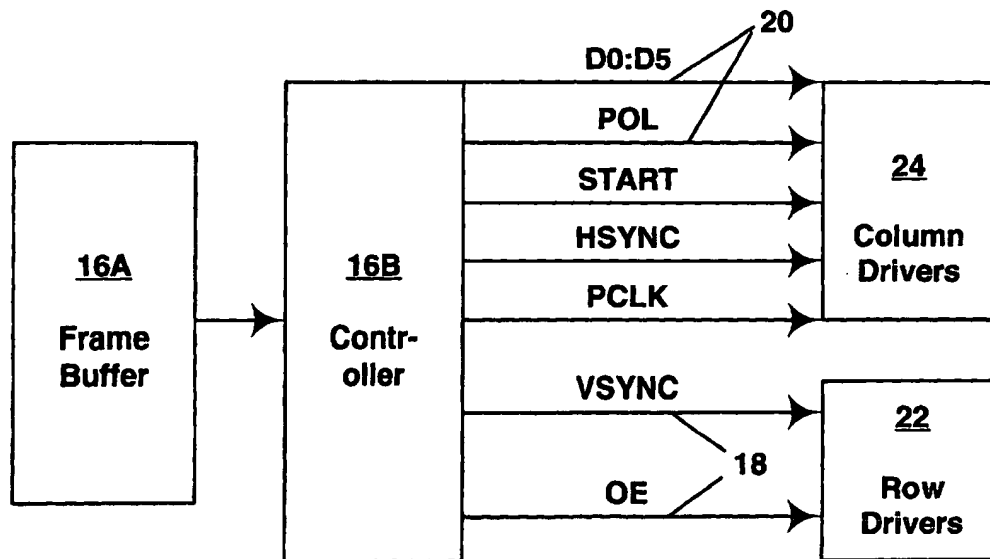 20
D0:D5
POL
START
HSYNC
PCLK
VSYNC
18
OE
16A
Frame
Buffer
16B
Contr-
oller
24
Column
Drivers
22
Row
Drivers